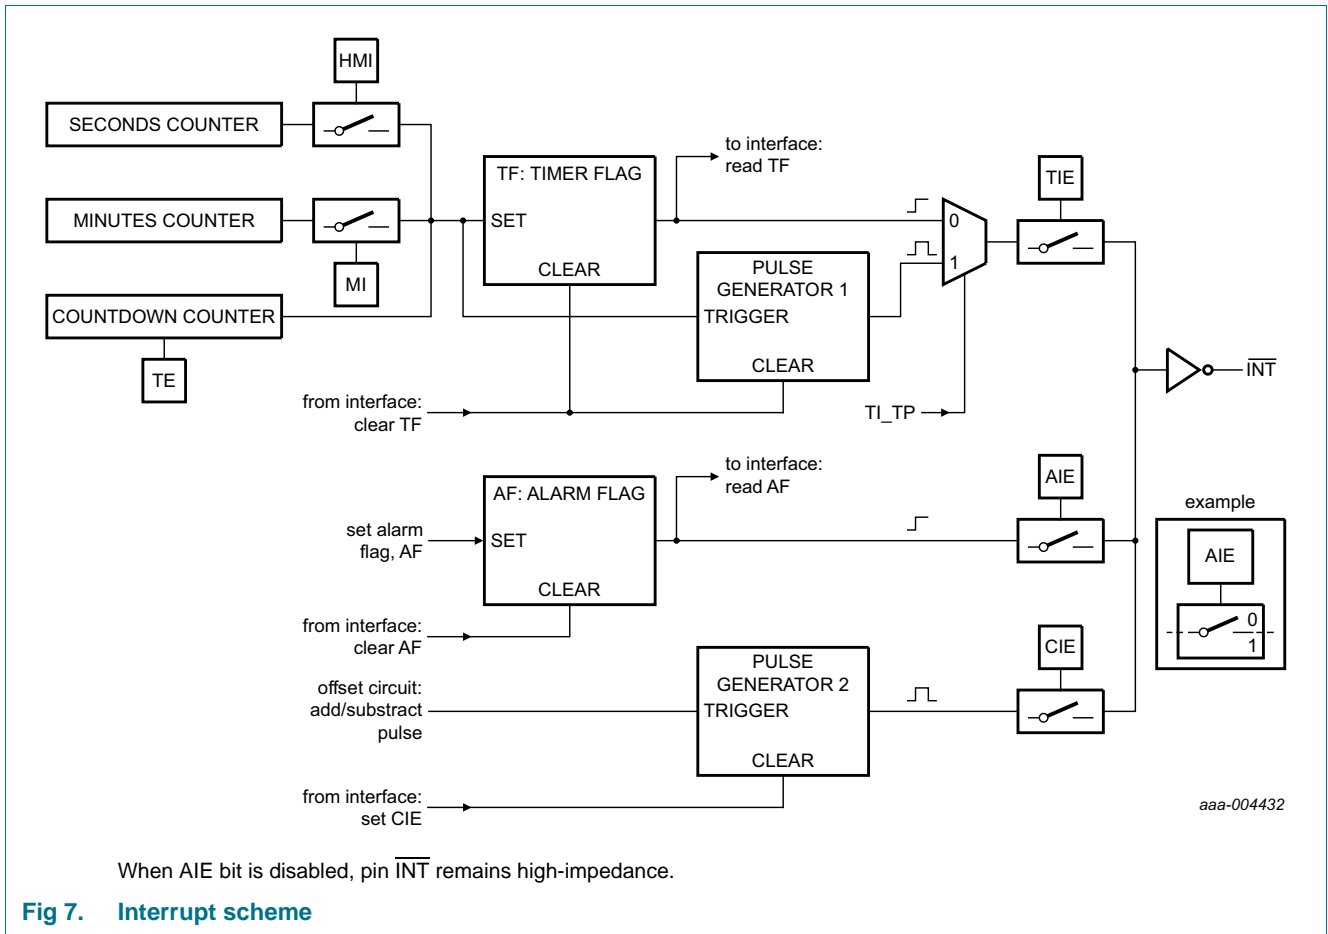 HMI
SECONDS COUNTER
MINUTES COUNTER
MI
COUNTDOWN COUNTER
TE
TF: TIMER FLAG
SET
CLEAR
to interface:
read TF
PULSE
GENERATOR 1
TRIGGER
CLEAR
0
1
TIE
from interface:
clear TF
TI_TP
INT
AF: ALARM FLAG
SET
CLEAR
to interface:
read AF
AIE
set alarm
flag, AF
from interface:
clear AF
example
AIE
0
1
offset circuit:
add/substract
pulse
PULSE
GENERATOR 2
TRIGGER
CLEAR
CIE
from interface:
set CIE
aaa-004432
When AIE bit is disabled, pin INT remains high-impedance.
Fig 7. Interrupt scheme